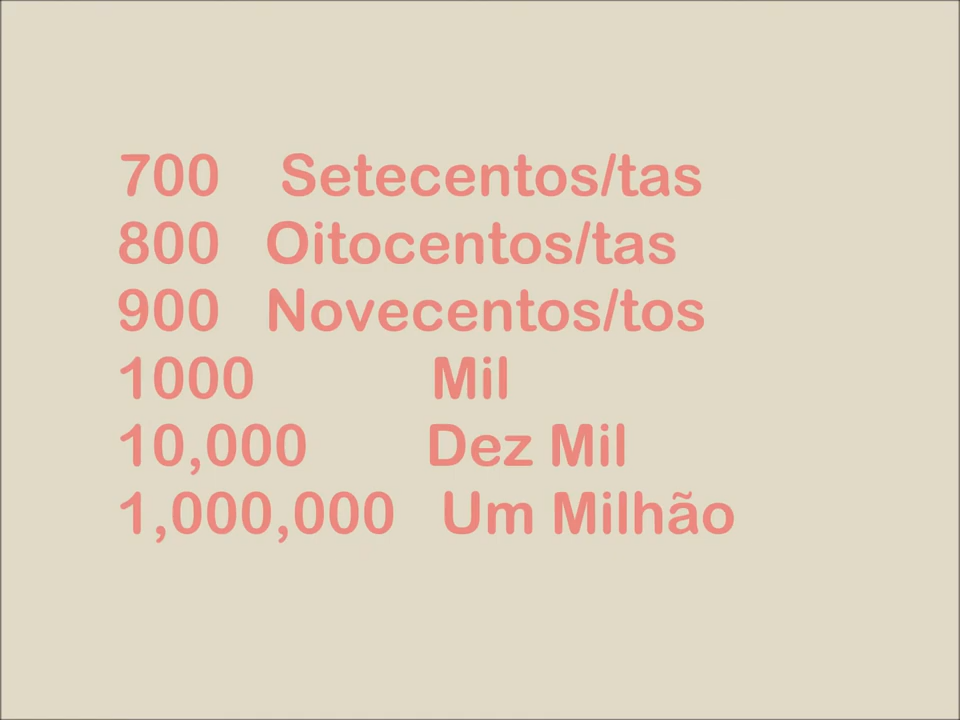 700 Setecentos/tas
800 Oitocentos/tas
900 Novecentos/tos
1000 Mil
10,000 Dez Mil
1,000,000 Um Milhão